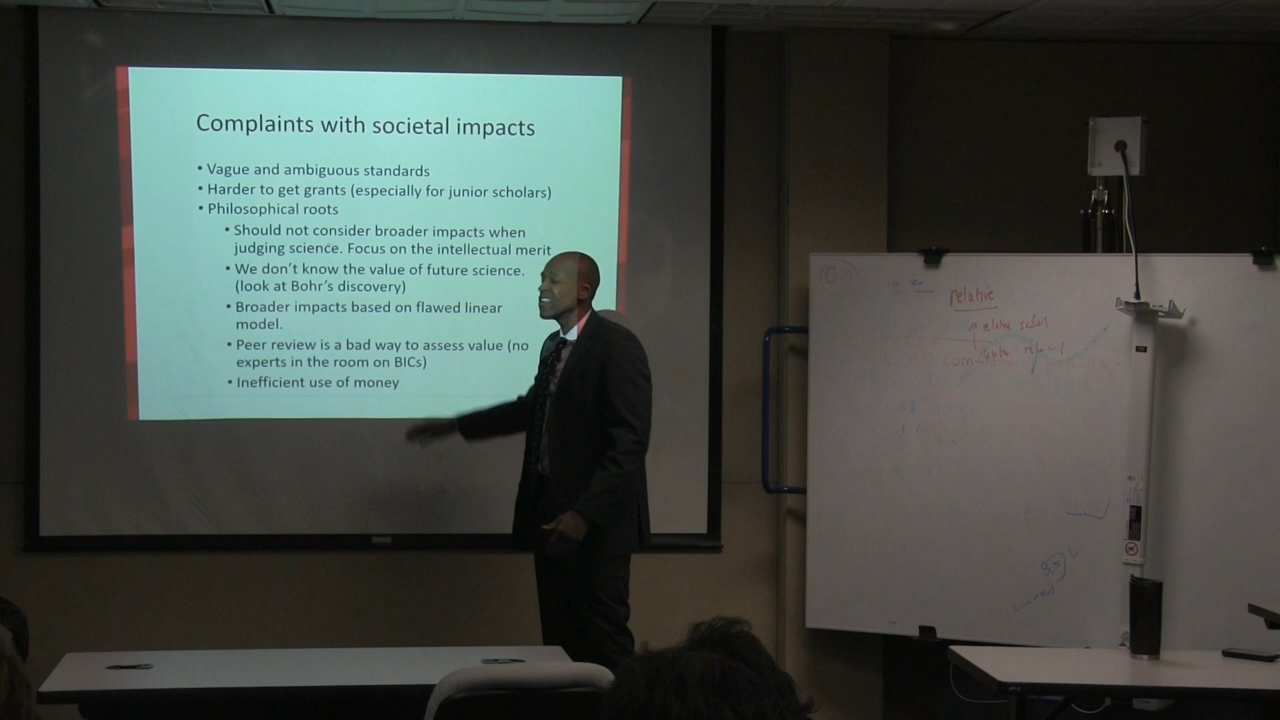 Complaints with societal impacts
• Vague and ambiguous standards
• Harder to get grants (especially for junior scholars)
• Philosophical roots
• Should not consider broader impacts when
judging science. Focus on the intellectual merit
• We don't know the value of future science.
(look at Bohr's discovery)
• Broader impacts based on flawed linear
model.
• Peer review is a bad way to assess value (no
experts in the room on BICs)
• Inefficient use of money
relative